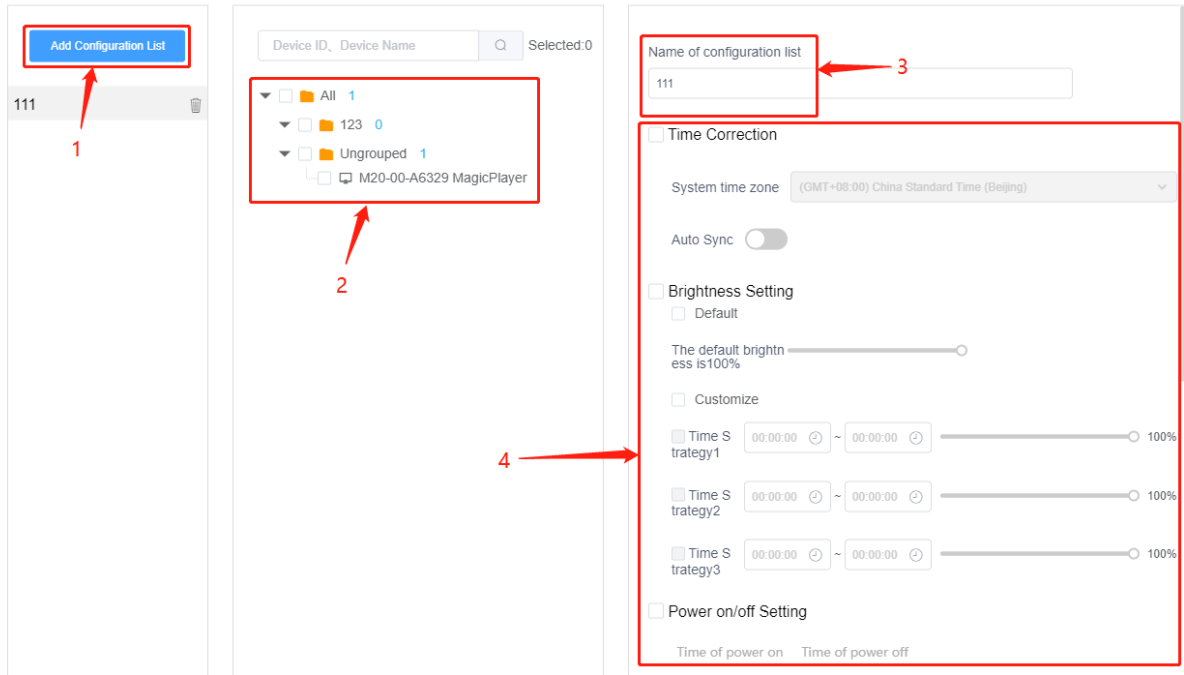 Add Configuration List
111
1
Device ID、Device Name
Selected:0
All 1
123 0
Ungrouped 1
M20-00-A6329 MagicPlayer
2
Name of configuration list
111
3
Time Correction
System time zone
(GMT+08:00) China Standard Time (Beijing)
Auto Sync
Brightness Setting
Default
The default brightn
ess is100%
Customize
Time S
trategy1
00:00:00 ~ 00:00:00 100%
4
Time S
trategy2
00:00:00 ~ 00:00:00 100%
Time S
trategy3
00:00:00 ~ 00:00:00 100%
Power on/off Setting
Time of power on Time of power off